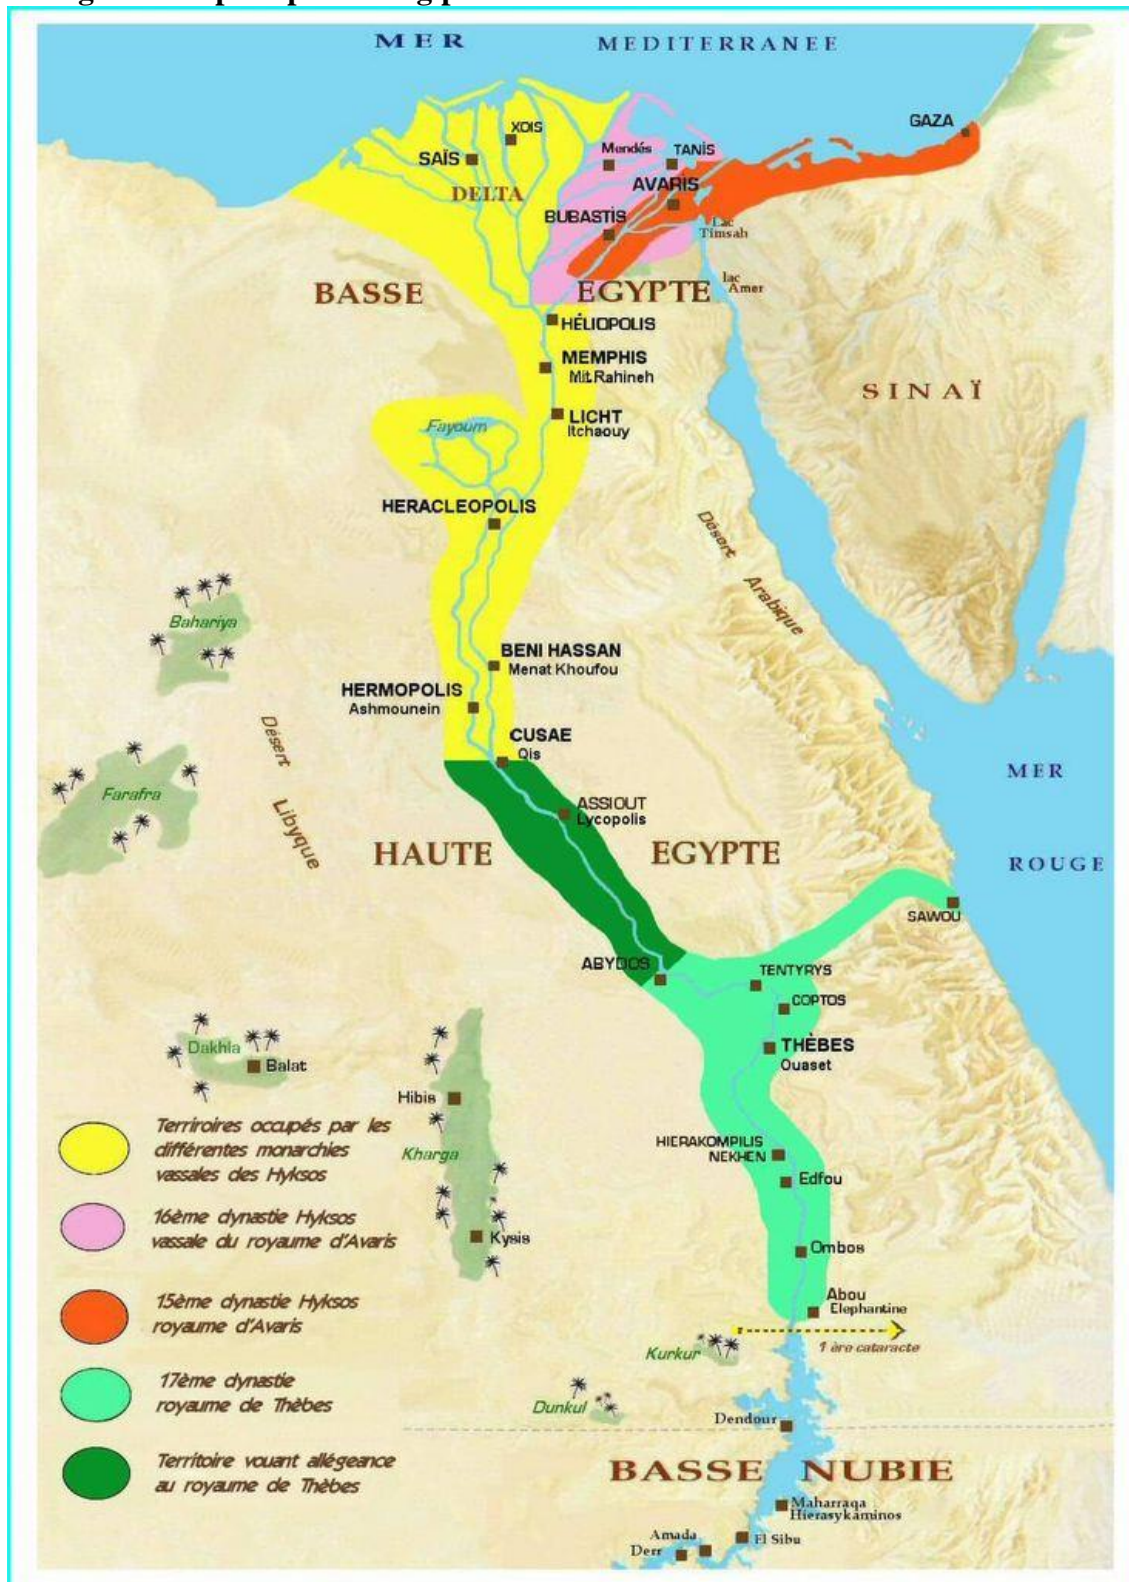 MER MEDITERRANEE
GAZA
XOIS
SAÏS
Mendés
TANİS
DELTA
AVARIS
BUBASTİS
Lac
Timsah
lac
Amer
BASSE EGYPTE
HÉLIOPOLIS
MEMPHIS
Mit Rahineh
SINAÏ
LICHT
Itchaouy
Fayoum
HERACLEOPOLIS
Désert Arabique
Bahariya
BENI HASSAN
Menat Khoufou
HERMOPOLIS
Ashmounein
CUSAE
Qis
Désert Libyque
MER
ROUGE
Farafra
ASSIOUT
Lycopolis
HAUTE EGYPTE
SAWOU
ABYDOS
TENTYRYS
COPTOS
THÈBES
Ouaset
Dakhla
Balat
Hibis
Kharga
HIERAKOMPILIS
NEKHEN
Edfou
Kysis
Ombos
Abou
Elephantine
1 ère cataracte
Kurkur
Dunkul
Dendour
BASSE NUBIE
Maharraqa
Hierasykaminos
El Sibu
Amada
Derr
Terriroires occupés par les
différentes monarchies
vassales des Hyksos
16ème dynastie Hyksos
vassale du royaume d'Avaris
15ème dynastie Hyksos
royaume d'Avaris
17ème dynastie
royaume de Thèbes
Territoire vouant allégeance
au royaume de Thèbes